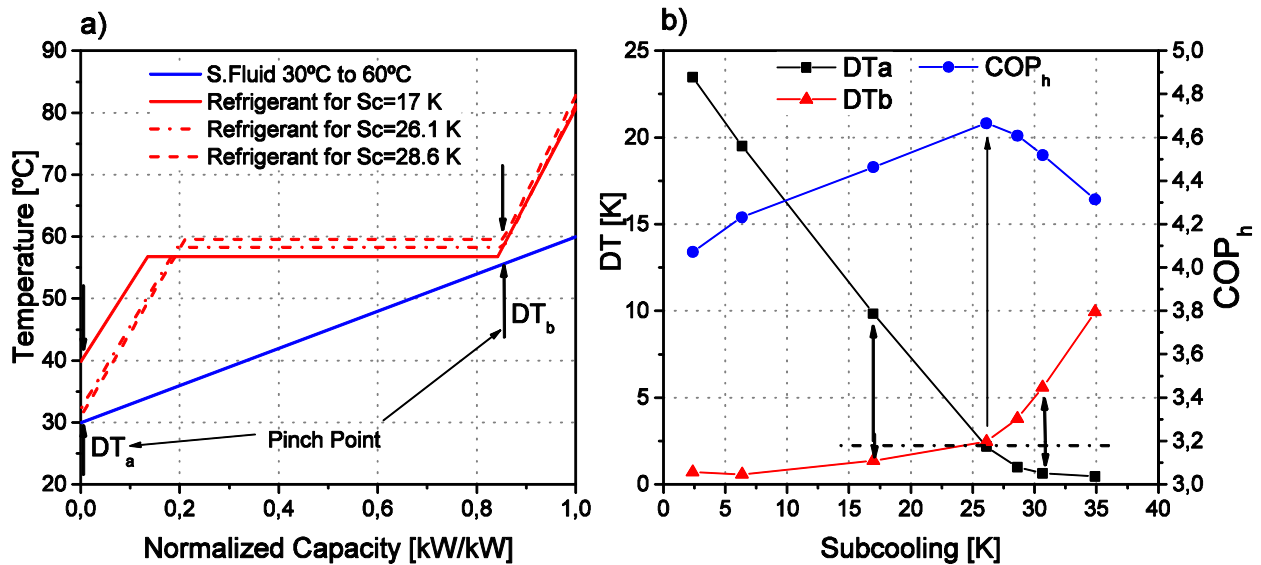 a)
90
80
70
60
50
40
30
20
Temperature [ºC]
S.Fluid 30ºC to 60ºC
Refrigerant for Sc=17 K
Refrigerant for Sc=26.1 K
Refrigerant for Sc=28.6 K
DTb
DTa
Pinch Point
0,0 0,2 0,4 0,6 0,8 1,0
Normalized Capacity [kW/kW]
b)
25
20
15
10
5
0
DT [K]
DTa COPh
DTb
5,0
4,8
4,6
4,4
4,2
4,0
3,8
3,6
3,4
3,2
3,0
COPh
0 5 10 15 20 25 30 35 40
Subcooling [K]